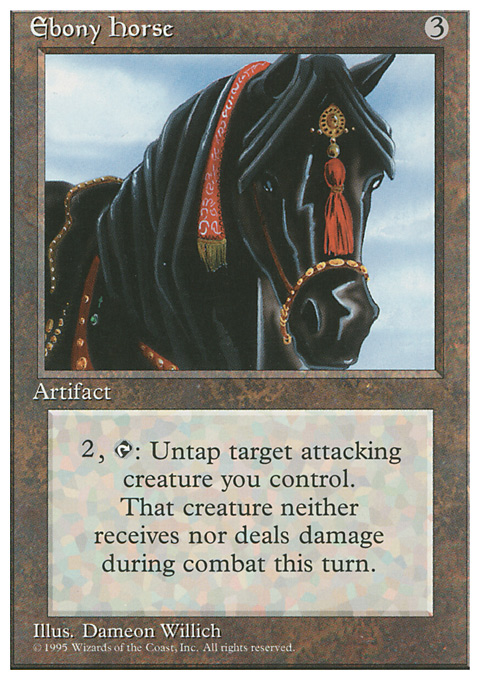 Ebony Horse 3
Artifact
2, : Untap target attacking
creature you control.
That creature neither
receives nor deals damage
during combat this turn.
Illus. Dameon Willich
© 1995 Wizards of the Coast, Inc. All rights reserved.